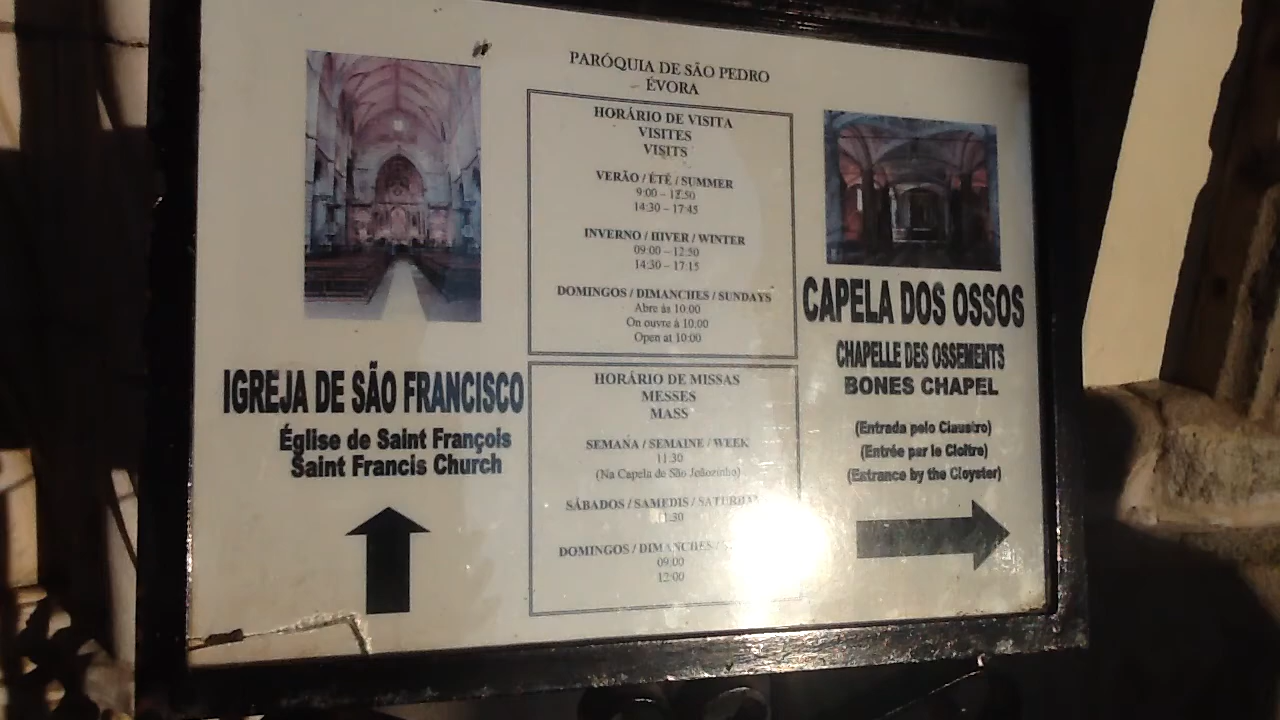 PARÓQUIA DE SÃO PEDRO
ÉVORA
HORÁRIO DE VISITA
VISITES
VISITS
VERÃO / ÉTÉ / SUMMER
9:00 – 12:50
14:30 – 17:45
INVERNO / HIVER / WINTER
09:00 – 12:50
14:30 – 17:15
DOMINGOS / DIMANCHES / SUNDAYS
Abre às 10:00
On ouvre à 10:00
Open at 10:00
HORÁRIO DE MISSAS
MESSES
MASS
SEMANA / SEMAINE / WEEK
11:30
(Na Capela de São Joãozinho)
SÁBADOS / SAMEDIS /
DOMINGOS / DIMANCHES /
09:00
12:00
IGREJA DE SÃO FRANCISCO
Église de Saint François
Saint Francis Church
CAPELA DOS OSSOS
CHAPELLE DES OSSEMENTS
BONES CHAPEL
(Entrada pelo Claustro)
(Entrée par le Cloître)
(Entrance by the Cloyster)